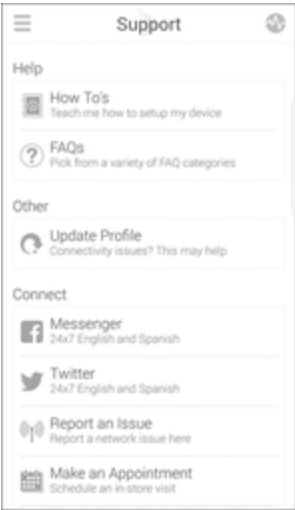 Support
Help
How To's
Teach me how to setup my device
FAQs
Pick from a variety of FAQ categories
Other
Update Profile
Connectivity issues? This may help
Connect
Messenger
24x7 English and Spanish
Twitter
24x7 English and Spanish
Report an Issue
Report a network issue here
Make an Appointment
Schedule an in-store visit